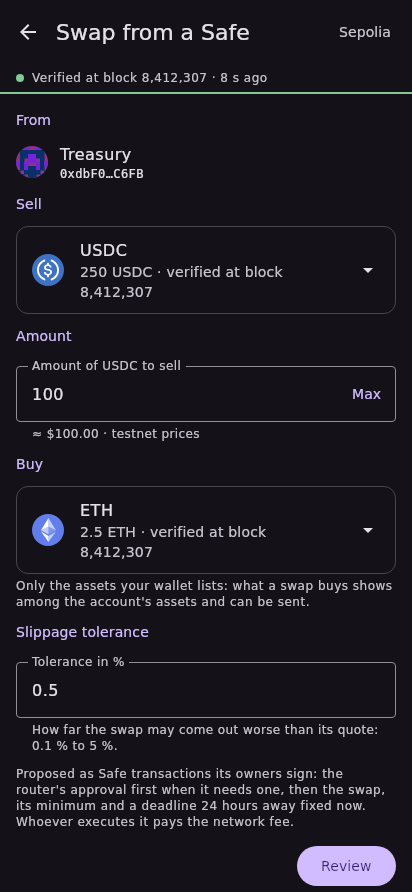 Swap from a Safe
Sepolia
Verified at block 8,412,307 · 8 s ago
From
Treasury
0xdbF0…C6FB
Sell
USDC
250 USDC · verified at block
8,412,307
Amount
Amount of USDC to sell
100
Max
≈ $100.00 · testnet prices
Buy
ETH
2.5 ETH · verified at block
8,412,307
Only the assets your wallet lists: what a swap buys shows
among the account's assets and can be sent.
Slippage tolerance
Tolerance in %
0.5
How far the swap may come out worse than its quote:
0.1 % to 5 %.
Proposed as Safe transactions its owners sign: the
router's approval first when it needs one, then the swap,
its minimum and a deadline 24 hours away fixed now.
Whoever executes it pays the network fee.
Review